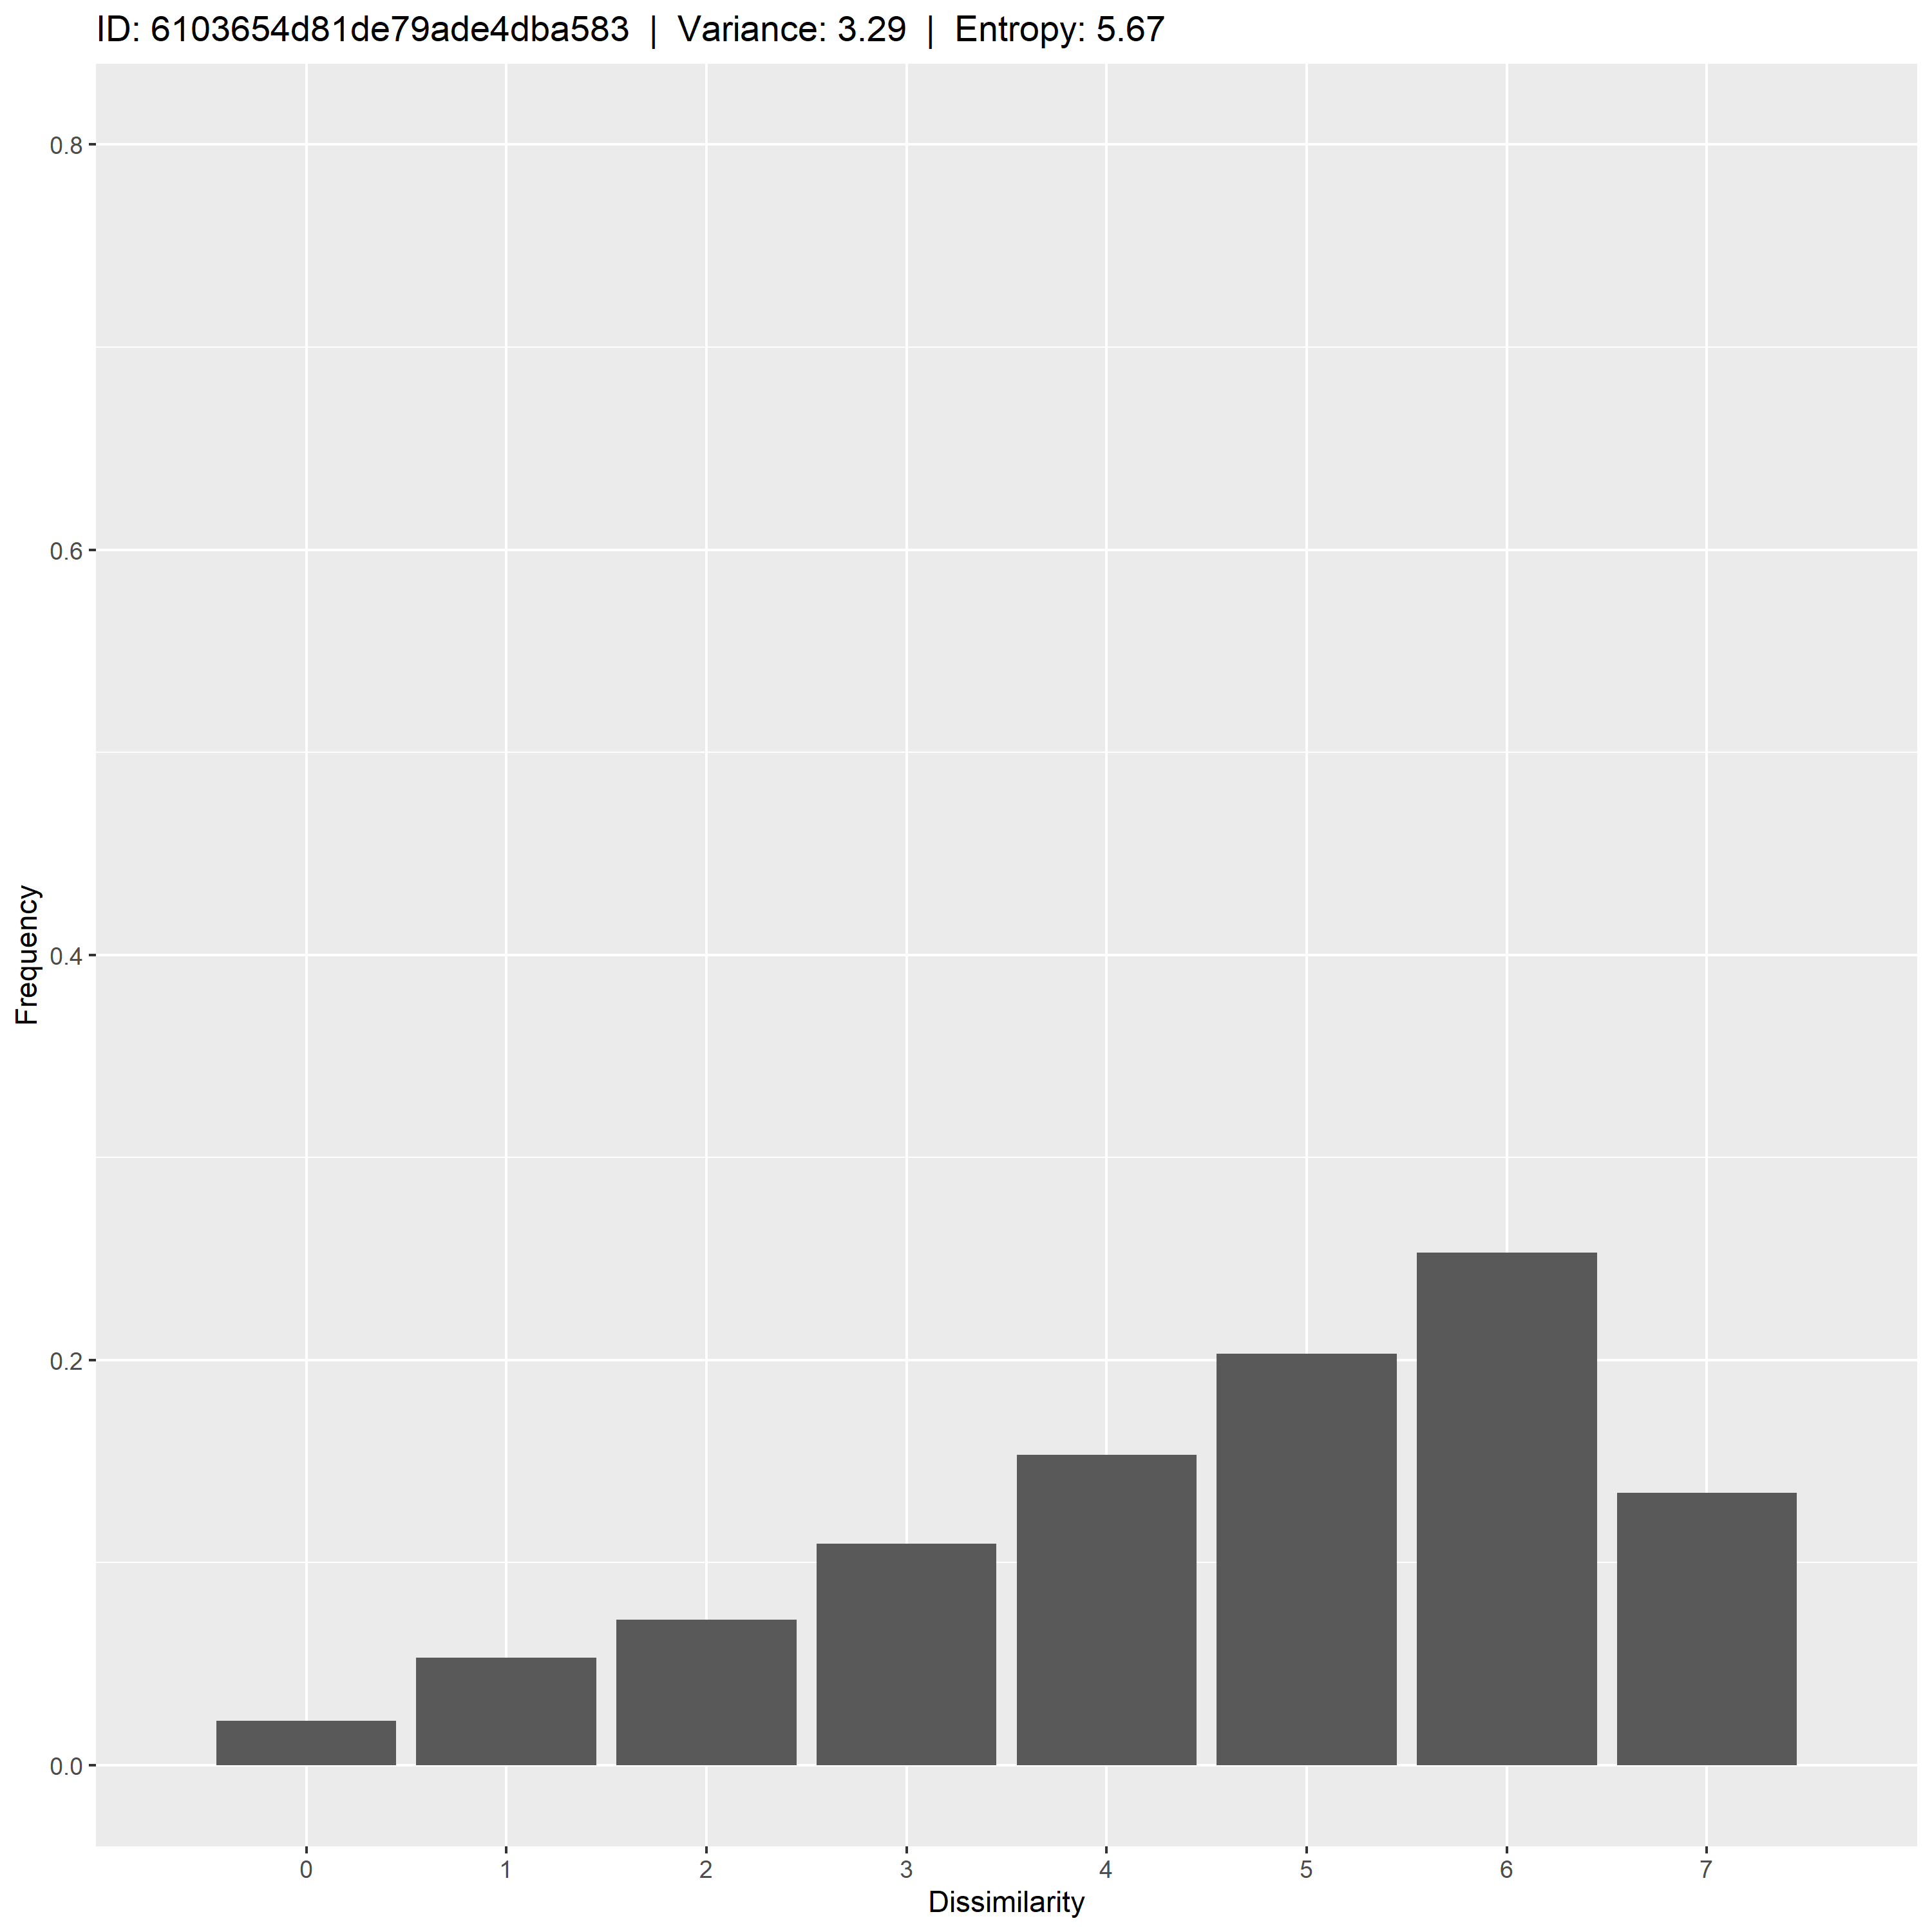 ID: 6103654d81de79ade4dba583 | Variance: 3.29 | Entropy: 5.67
0.8
0.6
0.4
0.2
0.0
Frequency
0 1 2 3 4 5 6 7
Dissimilarity